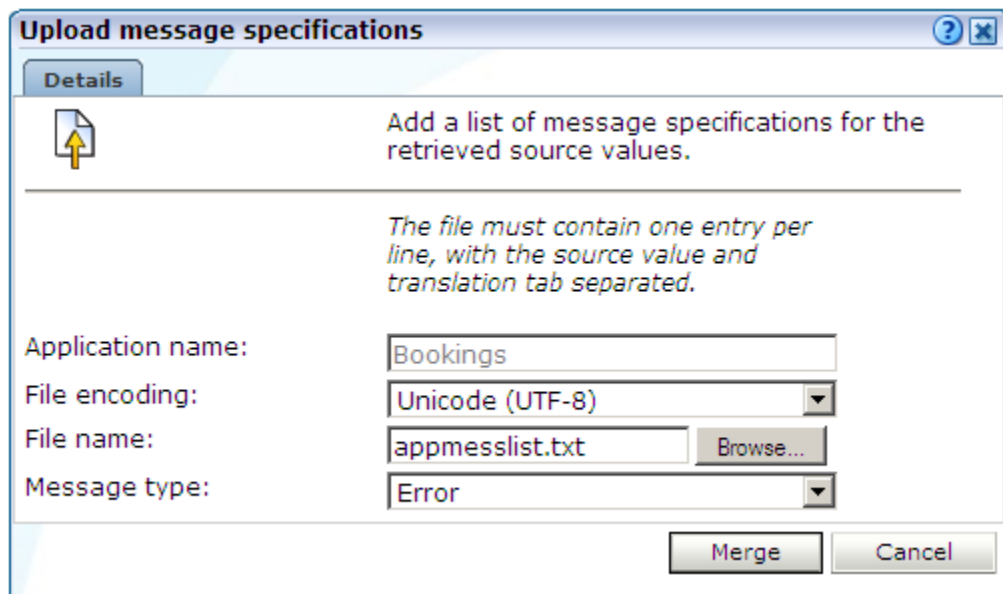 Upload message specifications
Details
Add a list of message specifications for the
retrieved source values.
The file must contain one entry per
line, with the source value and
translation tab separated.
Application name: Bookings
File encoding: Unicode (UTF-8)
File name: appmesslist.txt Browse...
Message type: Error
Merge Cancel